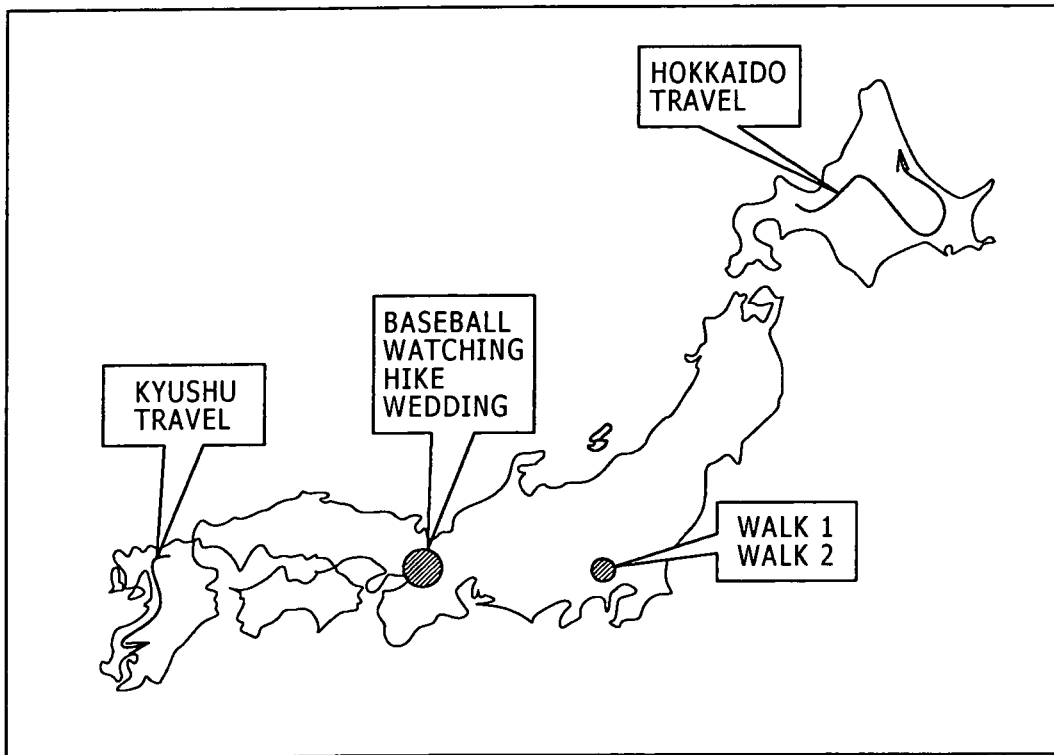 HOKKAIDO
TRAVEL
BASEBALL
WATCHING
HIKE
WEDDING
KYUSHU
TRAVEL
WALK 1
WALK 2